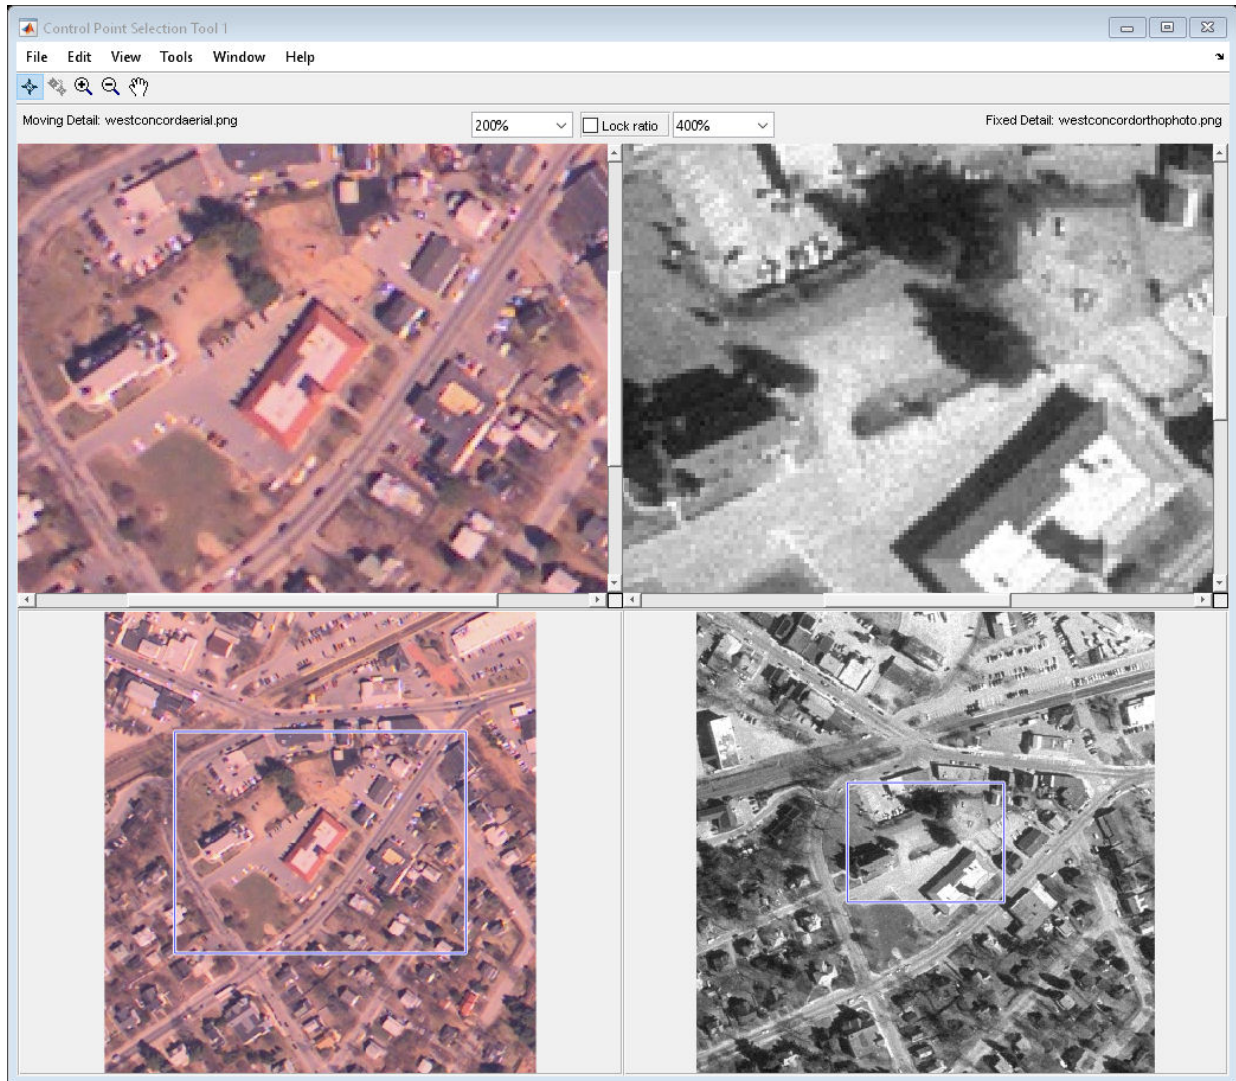 Control Point Selection Tool 1
File Edit View Tools Window Help
Moving Detail: westconcordaerial.png 200% Lock ratio 400% Fixed Detail: westconcordorthophoto.png